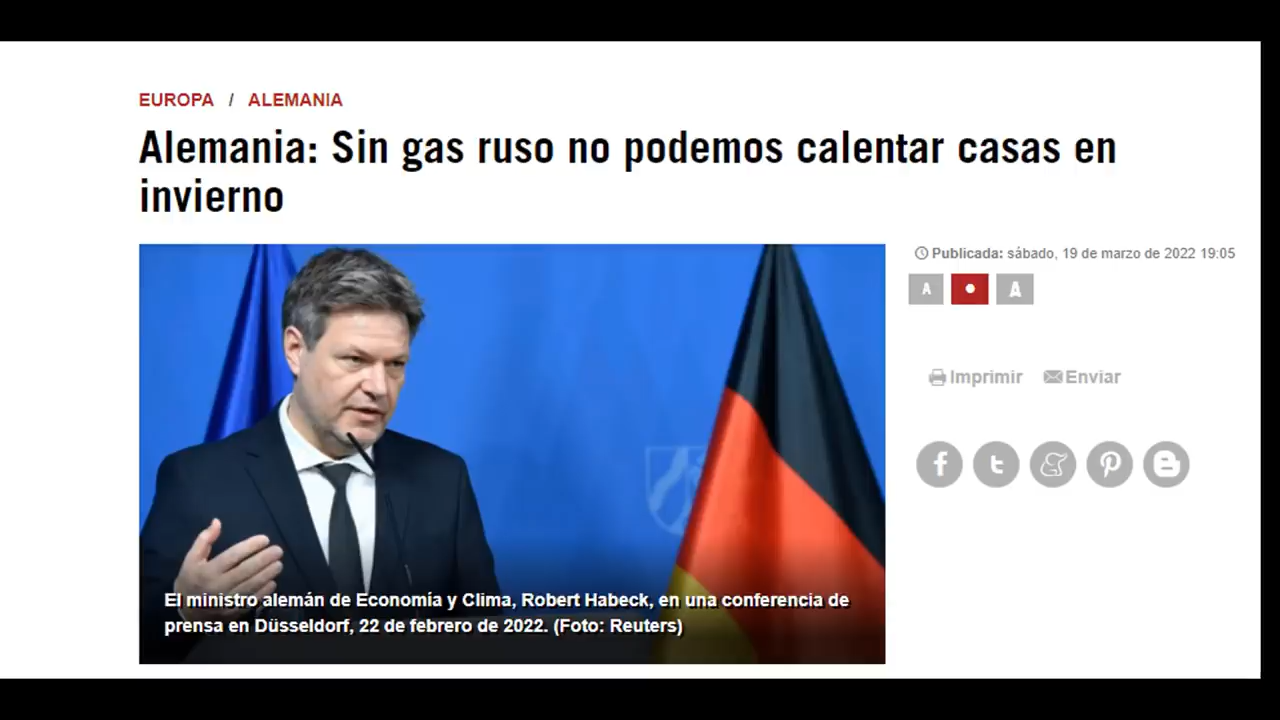 EUROPA / ALEMANIA
Alemania: Sin gas ruso no podemos calentar casas en
invierno
Publicada: sábado, 19 de marzo de 2022 19:05
A A
Imprimir Enviar
El ministro alemán de Economía y Clima, Robert Habeck, en una conferencia de
prensa en Düsseldorf, 22 de febrero de 2022. (Foto: Reuters)